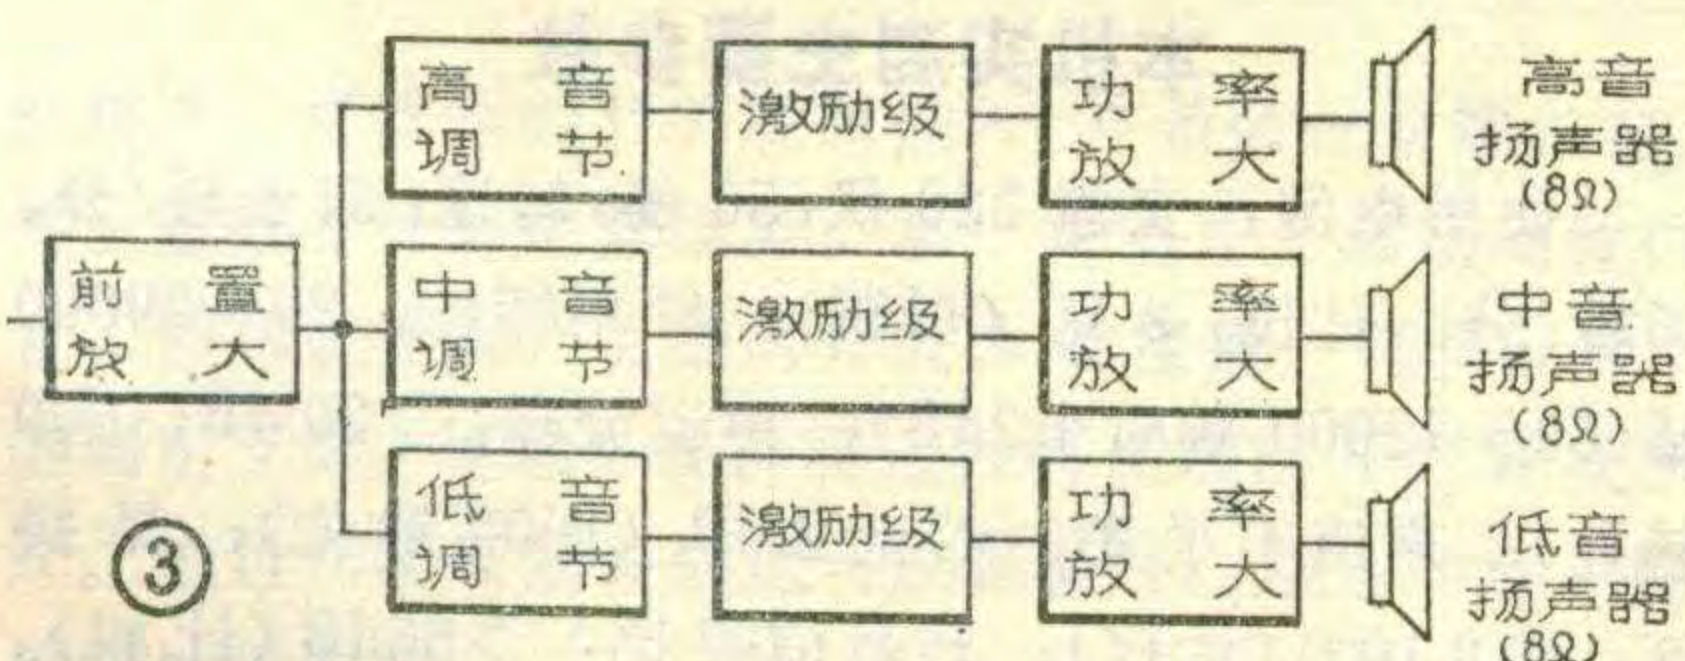 高音
调节
激励级
功率
放大
高音
扬声器
(8Ω)
前置
放大
中音
调节
激励级
功率
放大
中音
扬声器
(8Ω)
低音
调节
激励级
功率
放大
低音
扬声器
(8Ω)
③